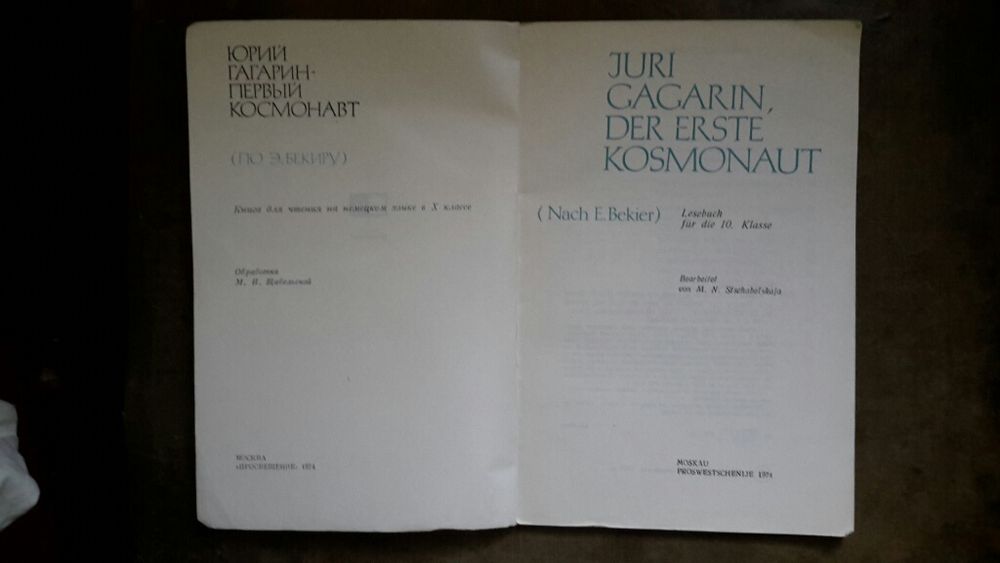 ЮРИЙ
ГАГАРИН-
ПЕРВЫЙ
КОСМОНАВТ
(ПО Э. БЕКИРУ)
Книга для чтения на немецком языке в X классе
Обработка
М. Н. Щабельской
МОСКВА
«ПРОСВЕЩЕНИЕ» 1974
JURI
GAGARIN,
DER ERSTE
KOSMONAUT
(Nach E. Bekier)
Lesebuch
für die 10. Klasse
Bearbeitet
von M. N. Stschabelskaja
MOSKAU
PROSWESTSCHENIJE 1974